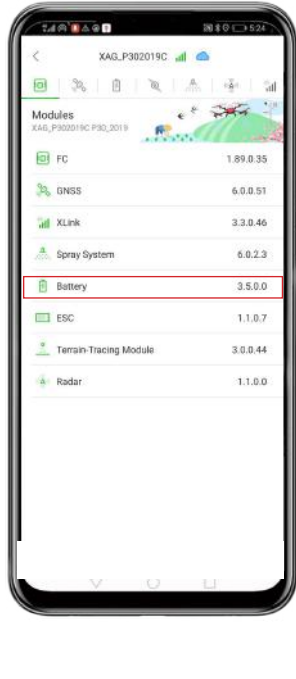 5:24
XAG_P302019C
Modules
XAG_P302019C P30_2019
FC 1.89.0.35
GNSS 6.0.0.51
XLink 3.3.0.46
Spray System 6.0.2.3
Battery 3.5.0.0
ESC 1.1.0.7
Terrain-Tracing Module 3.0.0.44
Radar 1.1.0.0